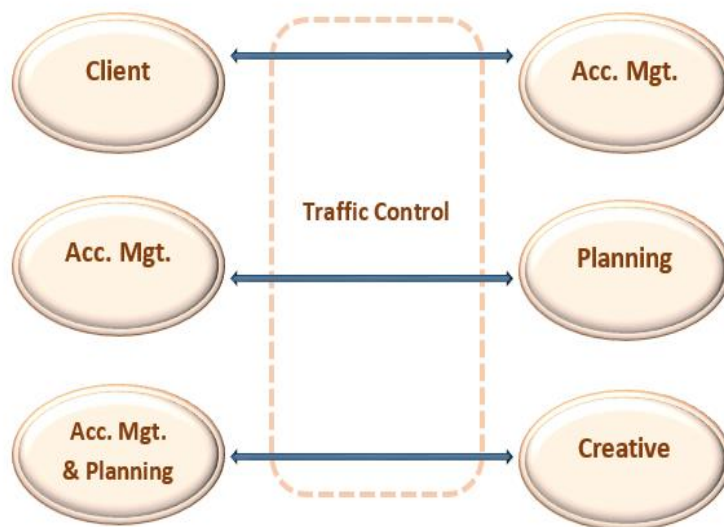 Client
Acc. Mgt.
Traffic Control
Acc. Mgt.
Planning
Acc. Mgt.
& Planning
Creative